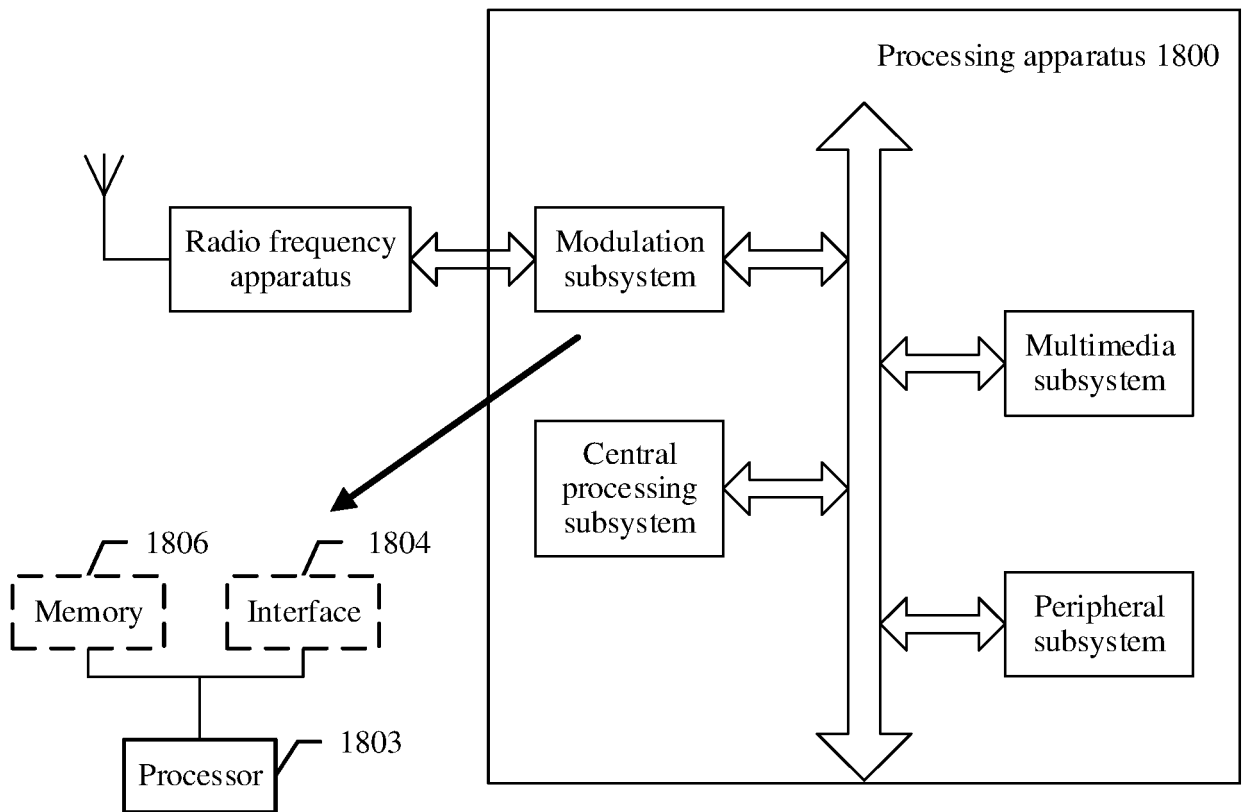 Processing apparatus 1800
Radio frequency
apparatus
Modulation
subsystem
Multimedia
subsystem
Central
processing
subsystem
1806
1804
Memory
Interface
Peripheral
subsystem
1803
Processor